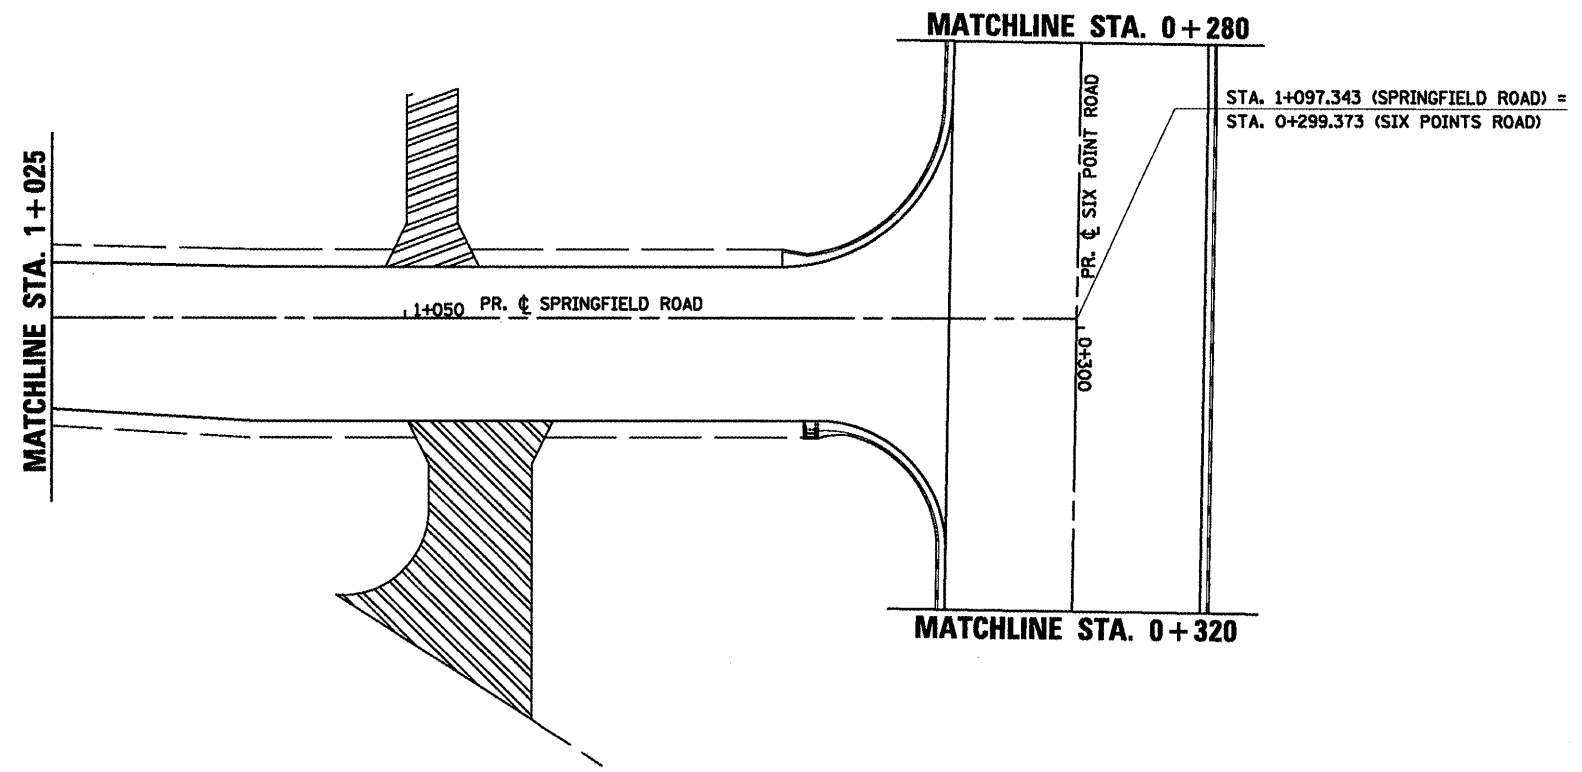 MATCHLINE STA. 0+280
STA. 1+097.343 (SPRINGFIELD ROAD) =
STA. 0+299.373 (SIX POINTS ROAD)
PR. ℄ SIX POINT ROAD
MATCHLINE STA. 1+025
1+050 PR. ℄ SPRINGFIELD ROAD
0+300
MATCHLINE STA. 0+320